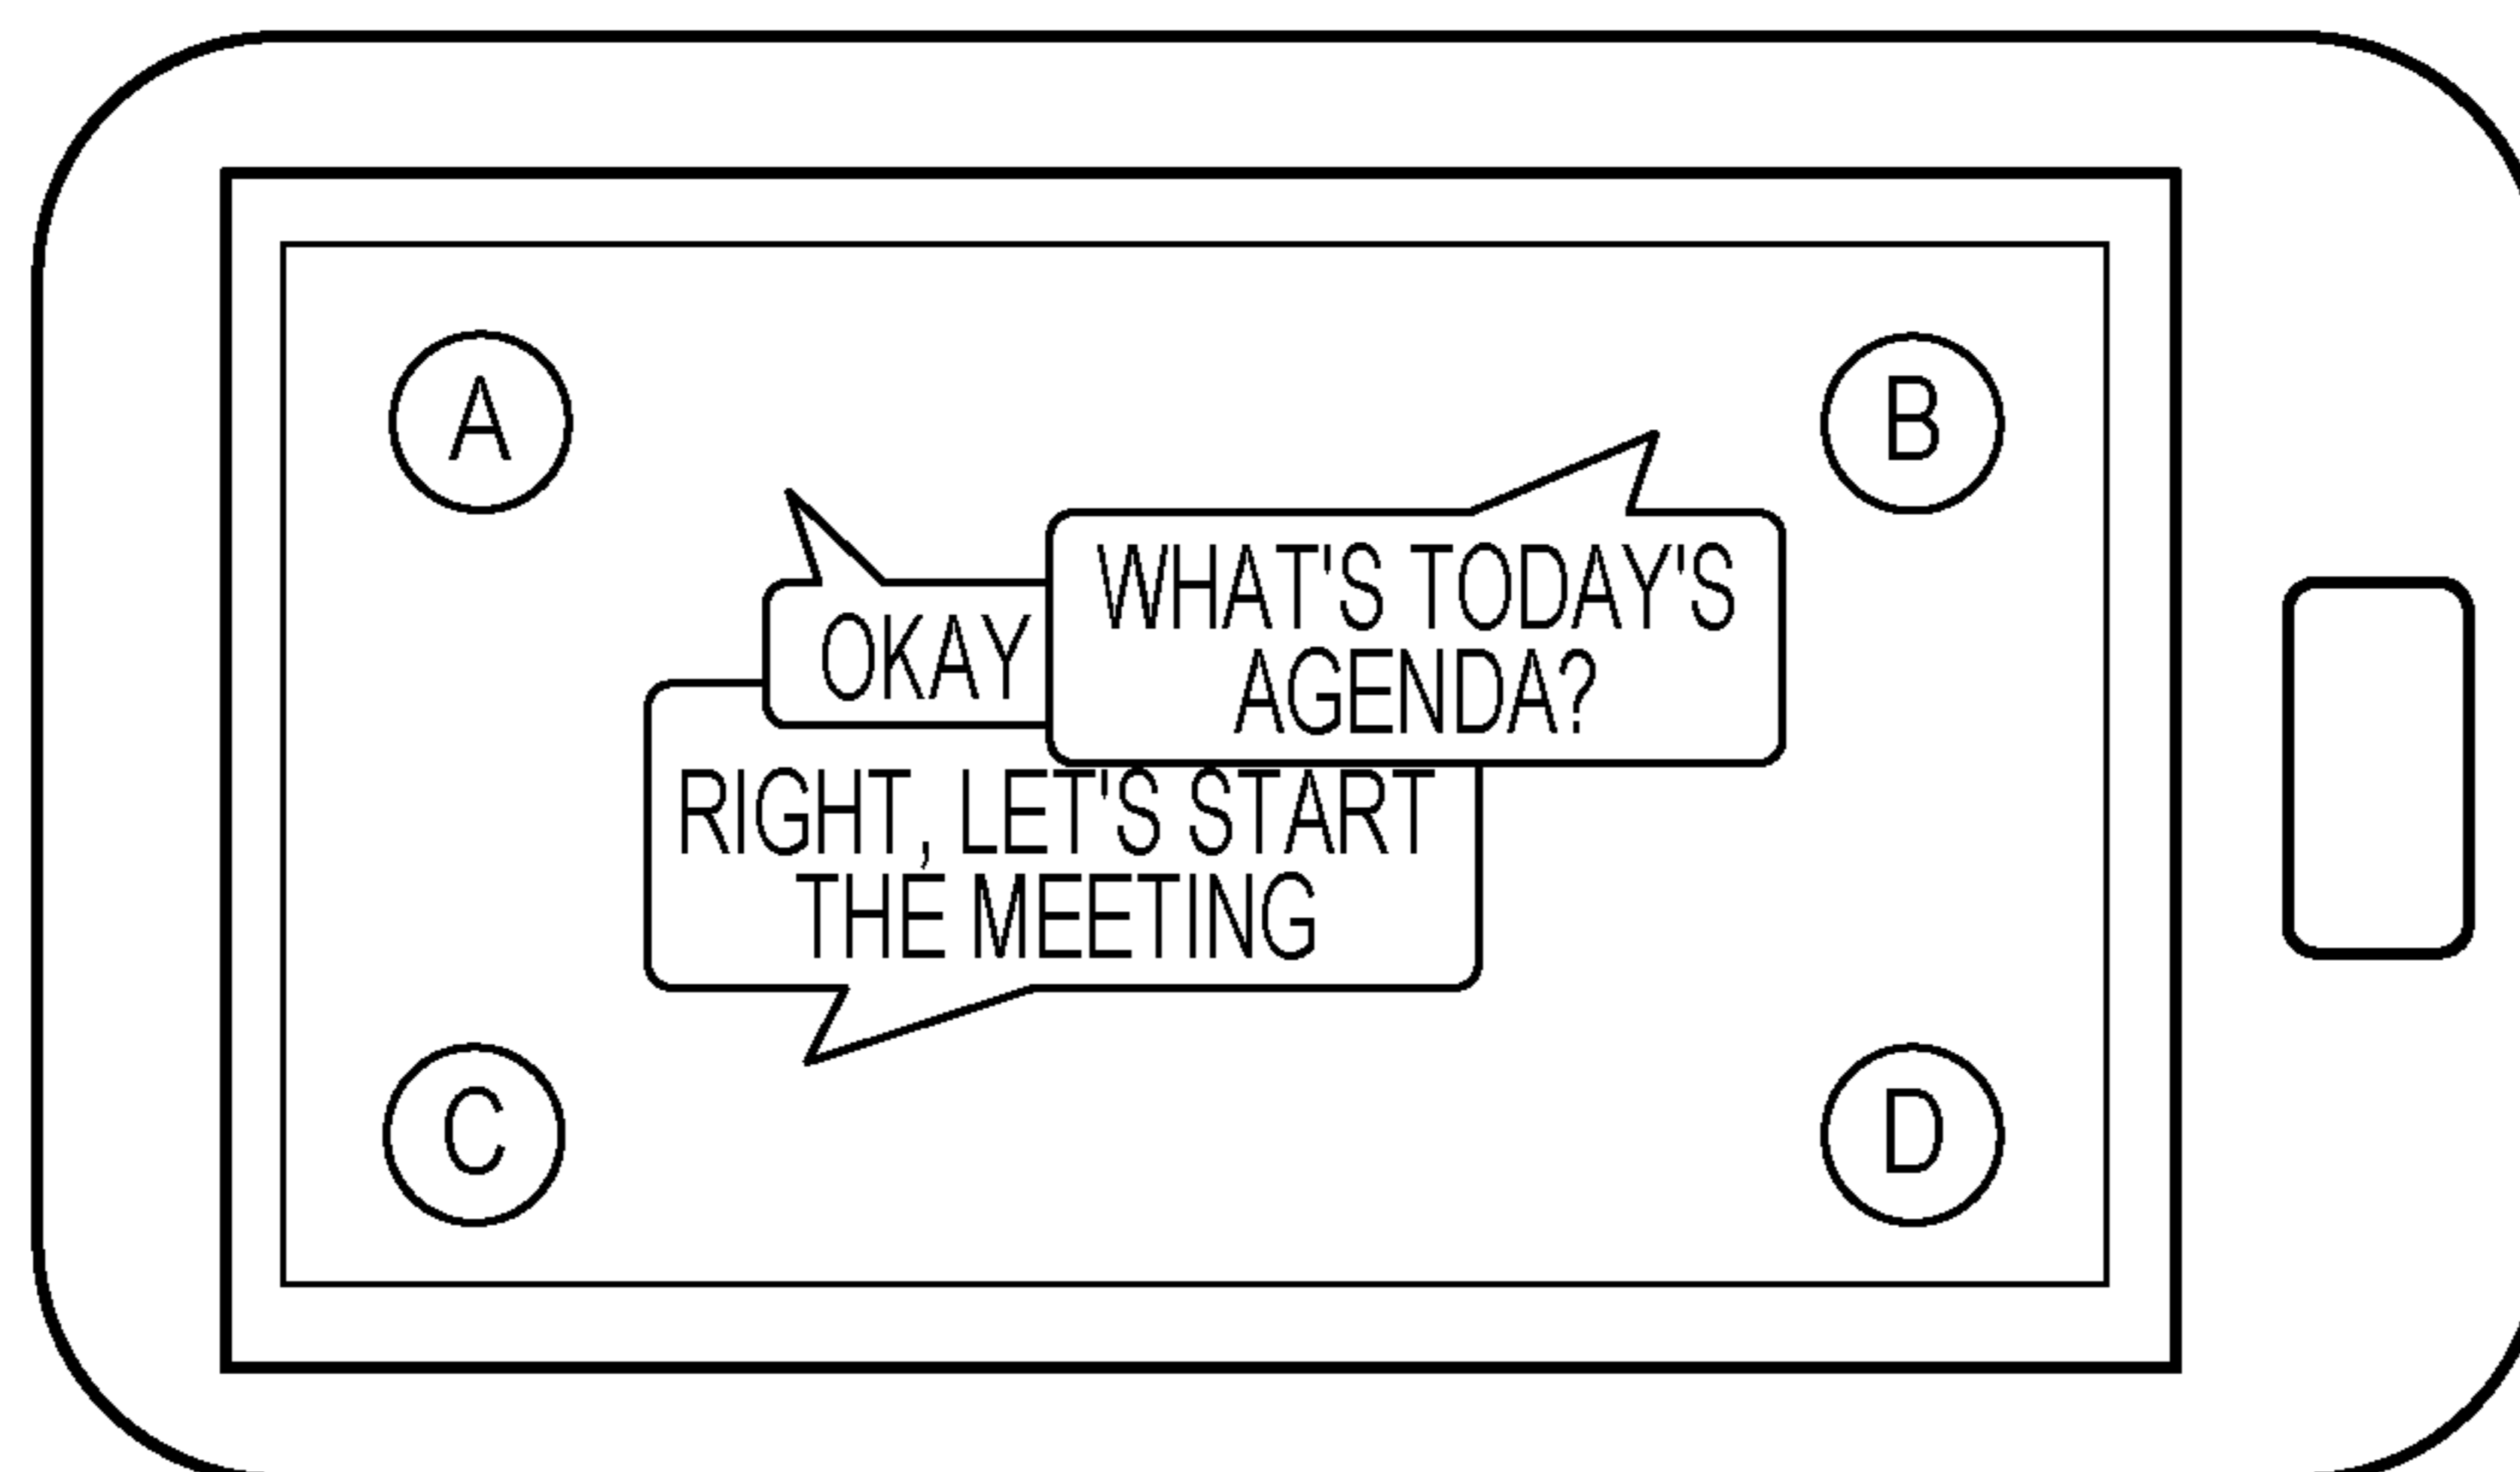 A
B
OKAY
WHAT'S TODAY'S
AGENDA?
RIGHT, LET'S START
THE MEETING
C
D